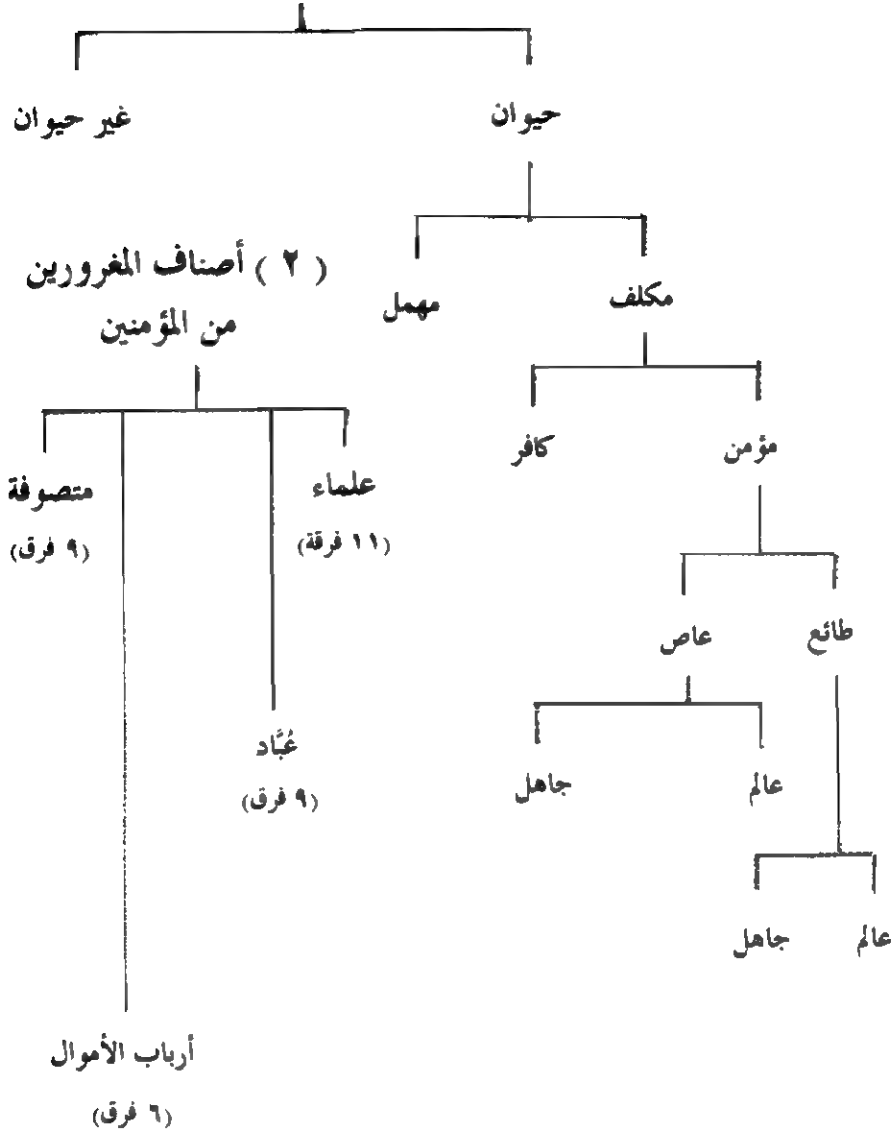 حيوان
غير حيوان
مكلف
مهمل
مؤمن
كافر
طائع
عاص
عالم
جاهل
عالم
جاهل
( ٢ ) أصناف المغرورين
من المؤمنين
علماء
(١١ فرقة)
متصوفة
(٩ فرق)
عُبَّاد
(٩ فرق)
أرباب الأموال
(٦ فرق)